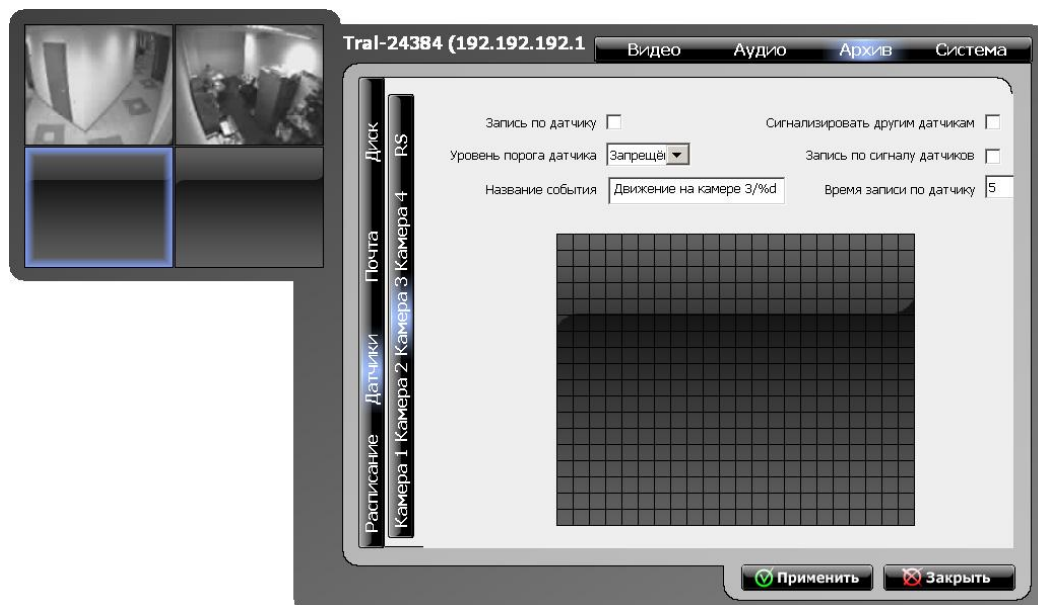 Tral-24384 (192.192.192.1
Видео Аудио Архив Система
Диск
Почта
Датчики
Расписание
RS
Камера 4
Камера 3
Камера 2
Камера 1
Запись по датчику
Сигнализировать другим датчикам
Уровень порога датчика Запрещё
Запись по сигналу датчиков
Название события Движение на камере 3/%d
Время записи по датчику 5
Применить Закрыть